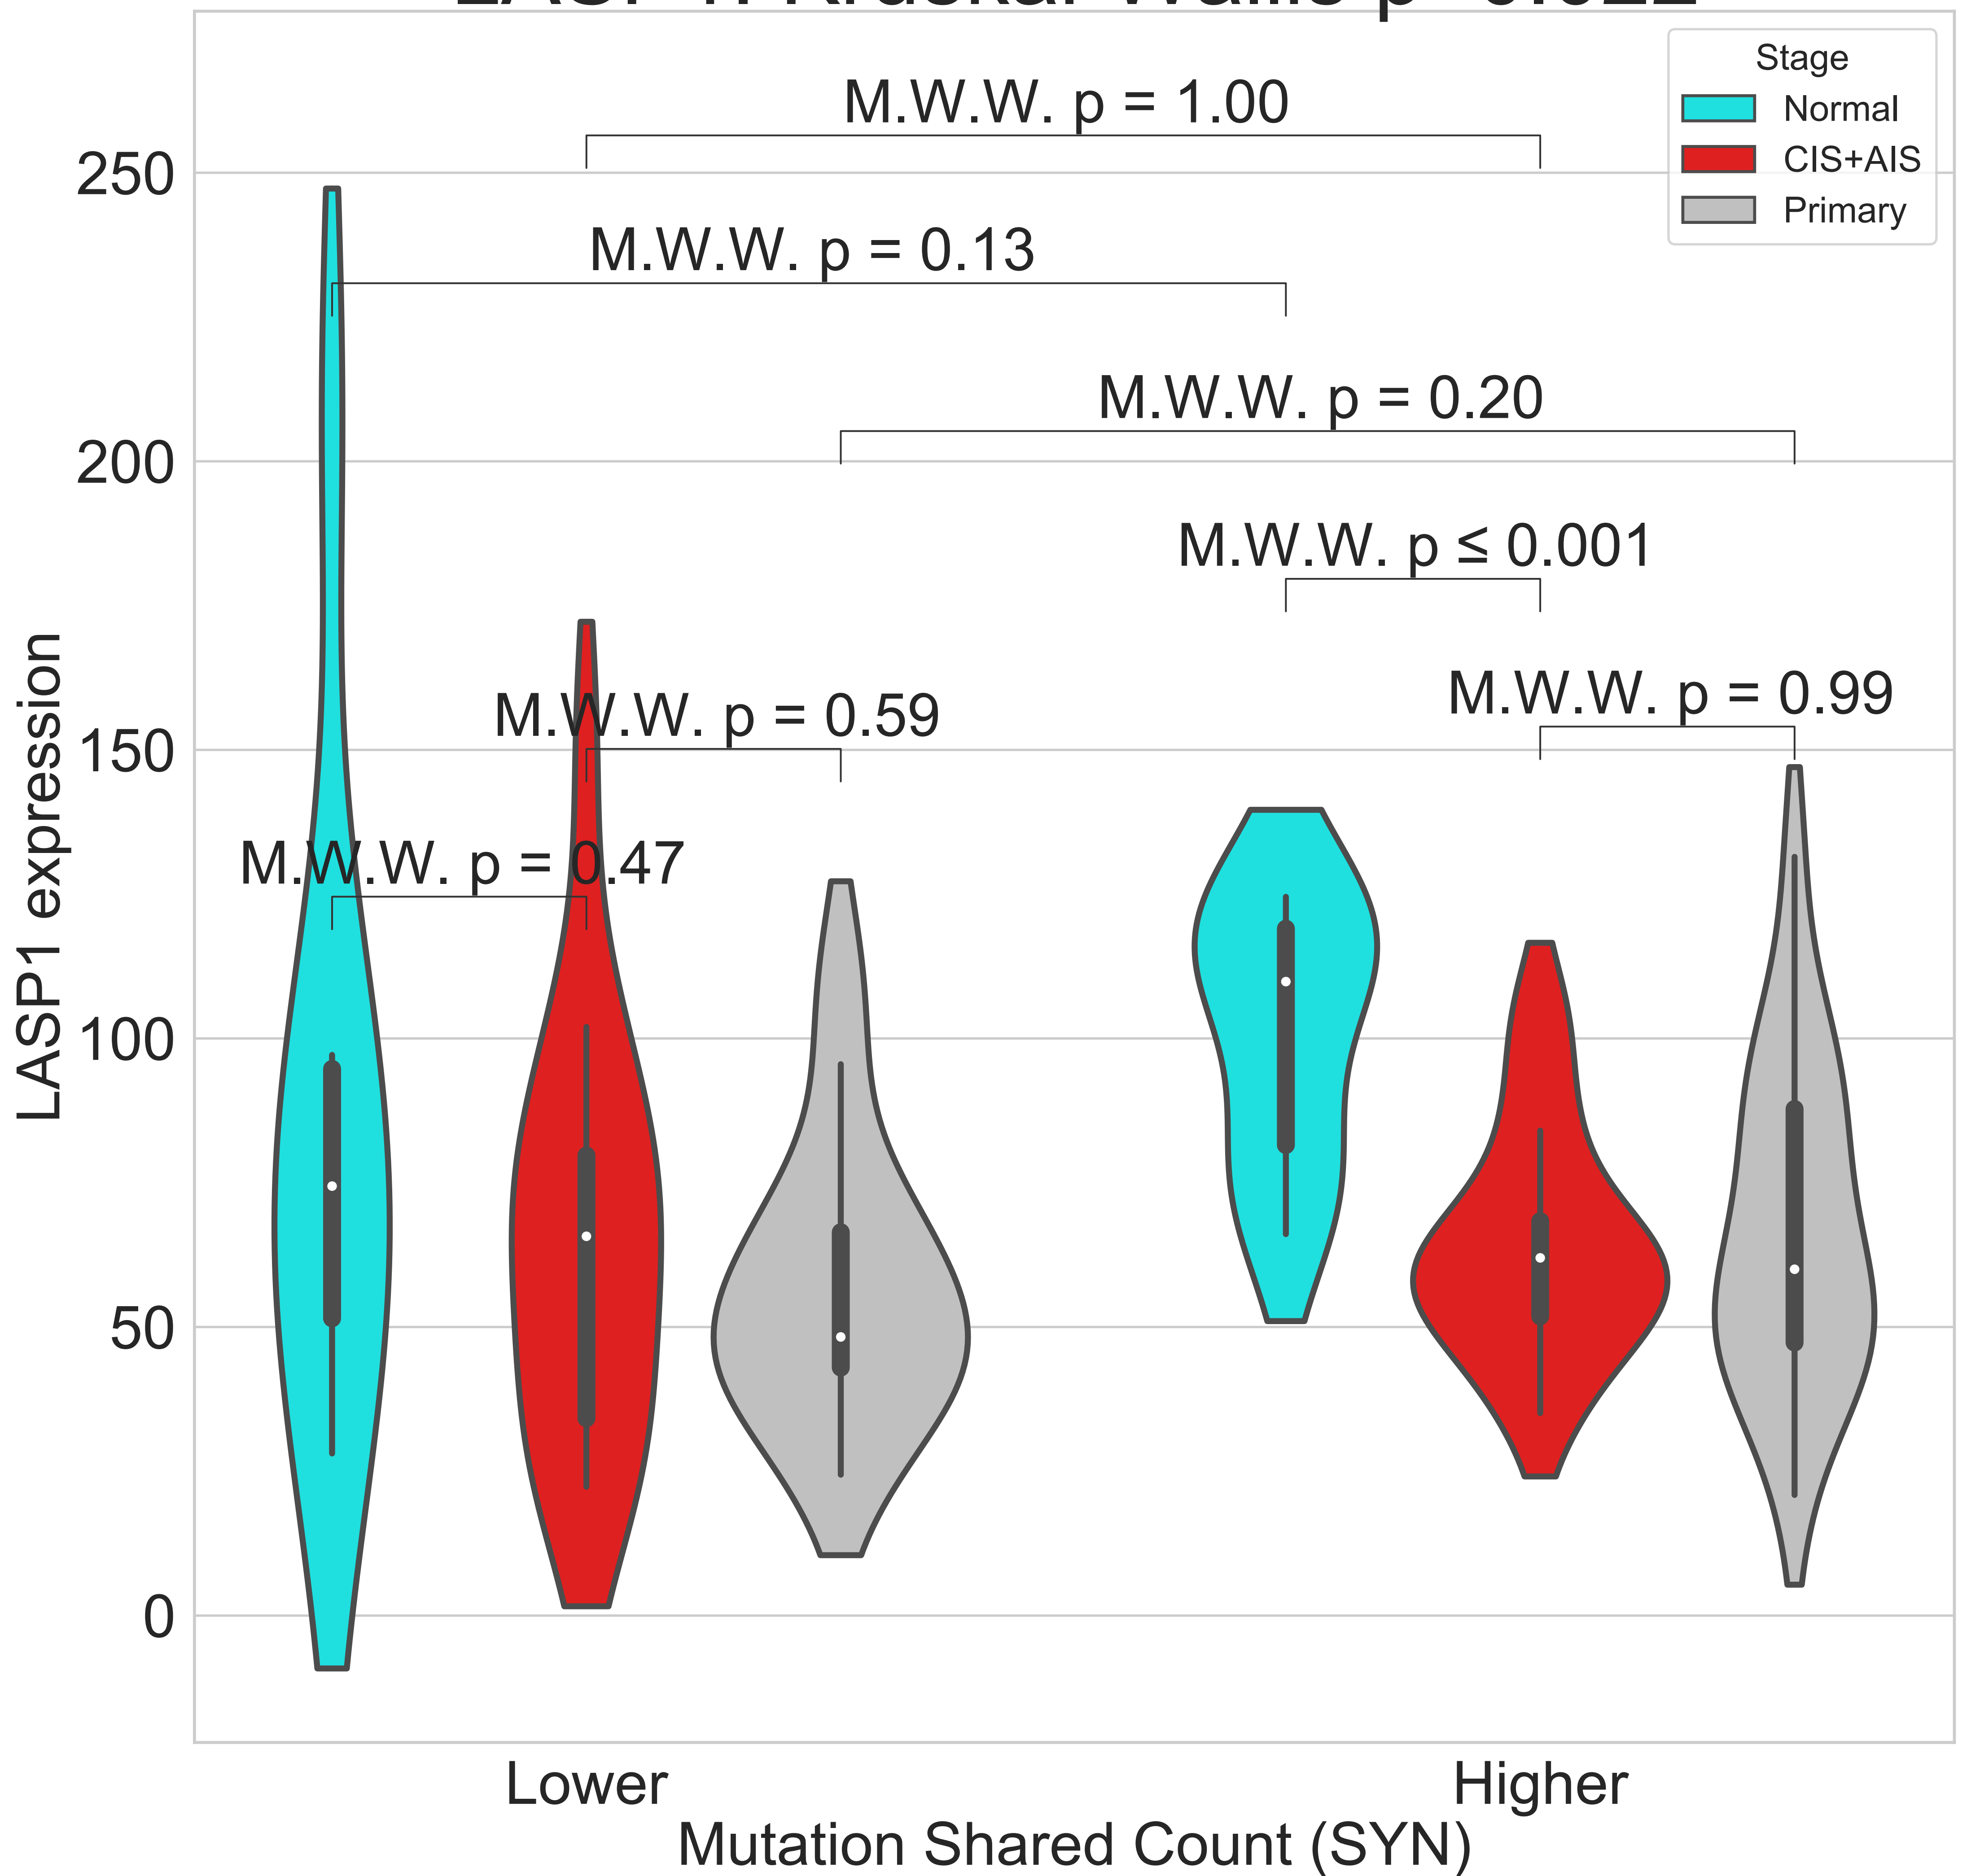 Stage
Normal
CIS+AIS
Primary
M.W.W. p = 1.00
M.W.W. p = 0.13
M.W.W. p = 0.20
M.W.W. p ≤ 0.001
M.W.W. p = 0.99
M.W.W. p = 0.59
M.W.W. p = 0.47
250
200
150
100
50
0
LASP1 expression
Lower
Higher
Mutation Shared Count (SYN)